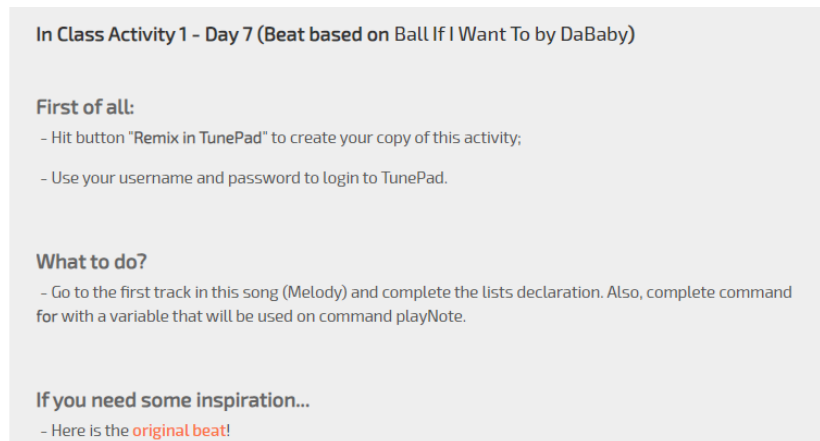 In Class Activity 1 - Day 7 (Beat based on Ball If I Want To by DaBaby)
First of all:
- Hit button "Remix in TunePad" to create your copy of this activity;
- Use your username and password to login to TunePad.
What to do?
- Go to the first track in this song (Melody) and complete the lists declaration. Also, complete command
for with a variable that will be used on command playNote.
If you need some inspiration...
- Here is the original beat!